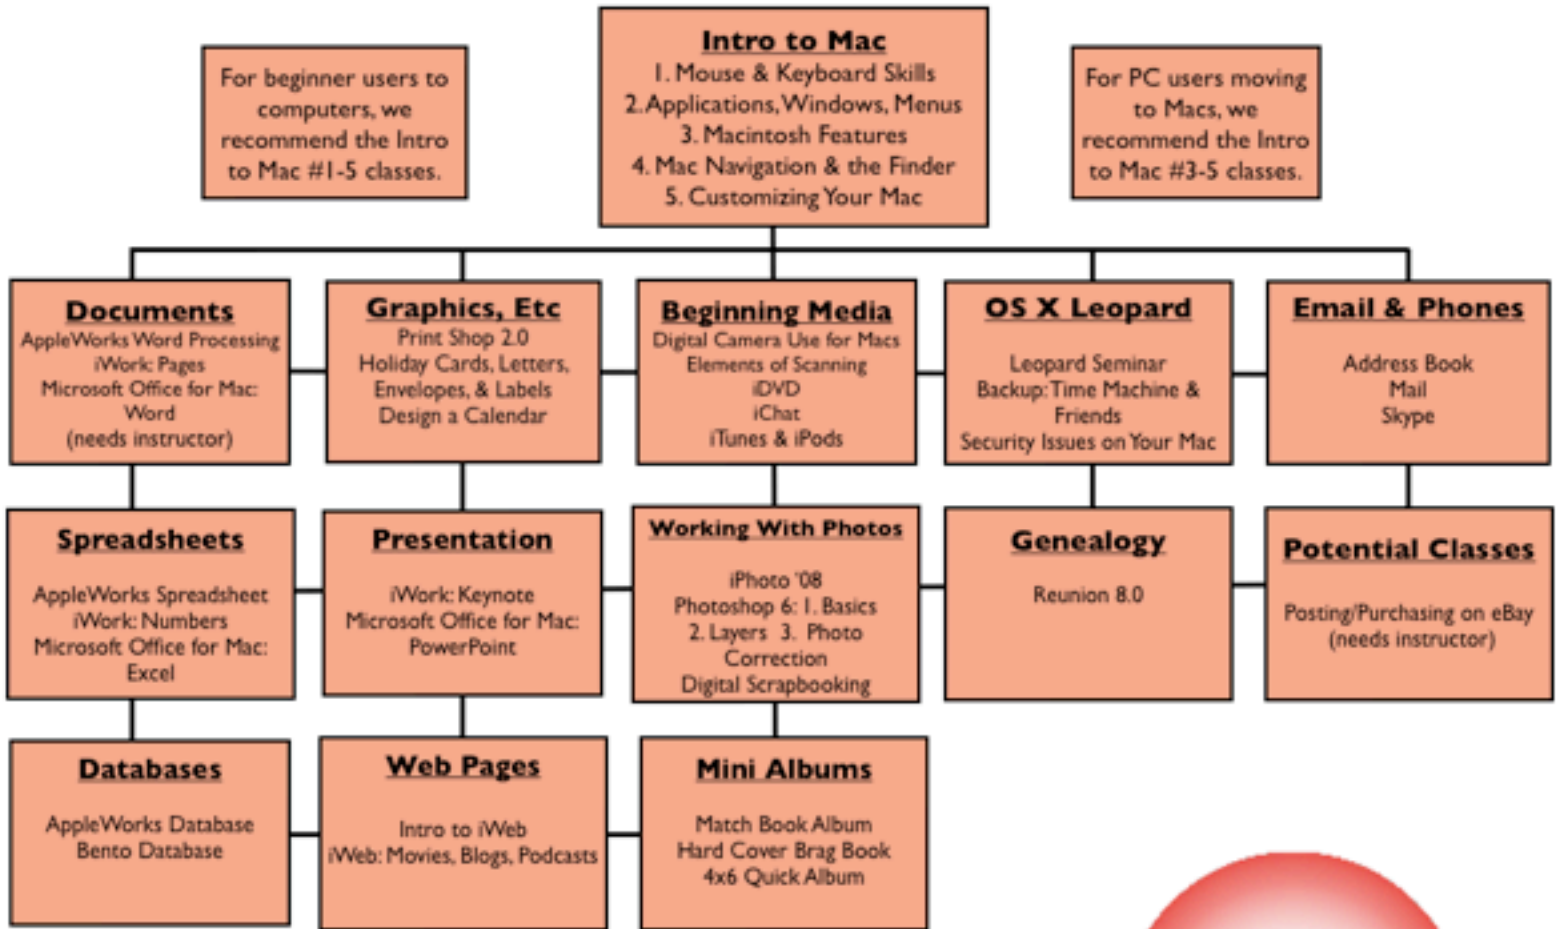 For beginner users to
computers, we
recommend the Intro
to Mac #1-5 classes.
Intro to Mac
1. Mouse & Keyboard Skills
2. Applications, Windows, Menus
3. Macintosh Features
4. Mac Navigation & the Finder
5. Customizing Your Mac
For PC users moving
to Macs, we
recommend the Intro
to Mac #3-5 classes.
Documents
AppleWorks Word Processing
iWork: Pages
Microsoft Office for Mac:
Word
(needs instructor)
Graphics, Etc
Print Shop 2.0
Holiday Cards, Letters,
Envelopes, & Labels
Design a Calendar
Beginning Media
Digital Camera Use for Macs
Elements of Scanning
iDVD
iChat
iTunes & iPods
OS X Leopard
Leopard Seminar
Backup: Time Machine &
Friends
Security Issues on Your Mac
Email & Phones
Address Book
Mail
Skype
Spreadsheets
AppleWorks Spreadsheet
iWork: Numbers
Microsoft Office for Mac:
Excel
Presentation
iWork: Keynote
Microsoft Office for Mac:
PowerPoint
Working With Photos
iPhoto '08
Photoshop 6: 1. Basics
2. Layers 3. Photo
Correction
Digital Scrapbooking
Genealogy
Reunion 8.0
Potential Classes
Posting/Purchasing on eBay
(needs instructor)
Databases
AppleWorks Database
Bento Database
Web Pages
Intro to iWeb
iWeb: Movies, Blogs, Podcasts
Mini Albums
Match Book Album
Hard Cover Brag Book
4x6 Quick Album